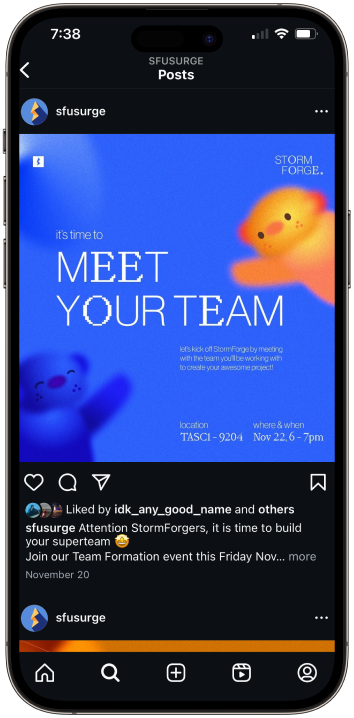 7:38
SFUSURGE
Posts
sfusurge
STORM
FORGE.
it's time to
MEET
YOUR TEAM
let's kick off StormForge by meeting
with the team you'll be working with
to create your awesome project!
location
where & when
TASC1 - 9204
Nov 22, 6 - 7pm
Liked by idk_any_good_name and others
sfusurge Attention StormForgers, it is time to build
your superteam 🤩
Join our Team Formation event this Friday Nov... more
November 20
sfusurge